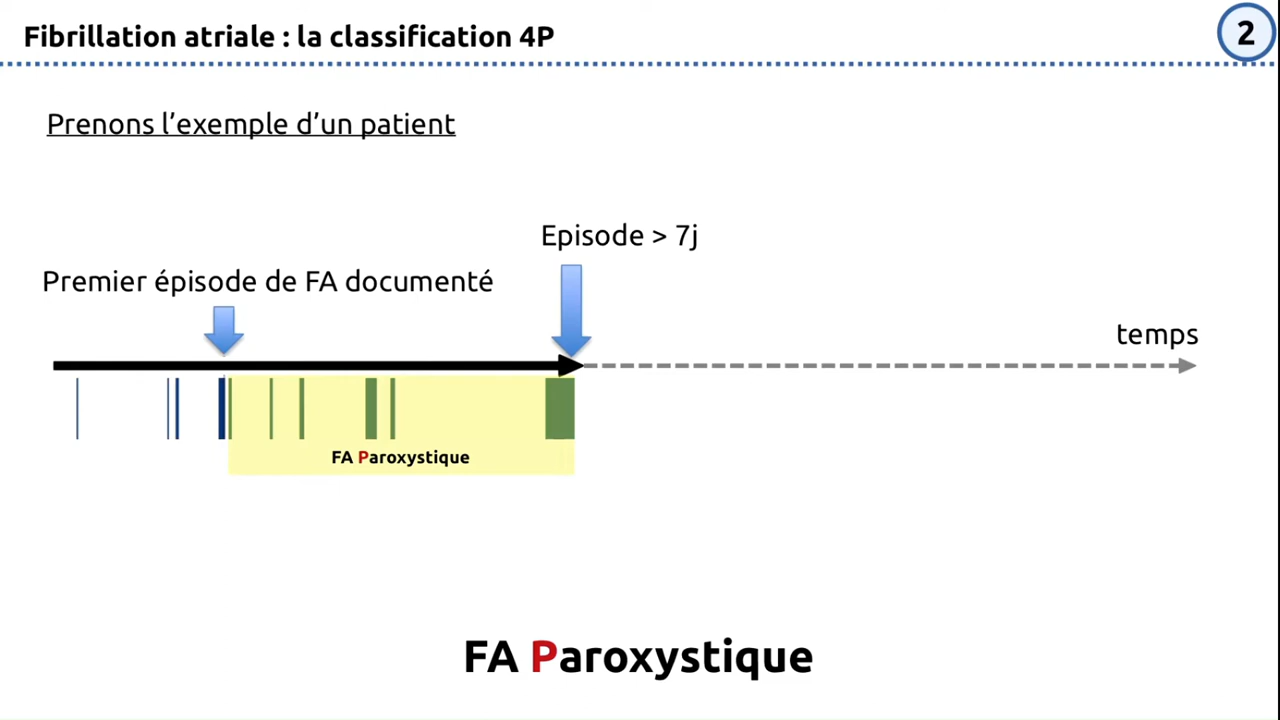 Fibrillation atriale : la classification 4P
2
Prenons l’exemple d’un patient
Episode > 7j
Premier épisode de FA documenté
temps
FA Paroxystique
FA Paroxystique